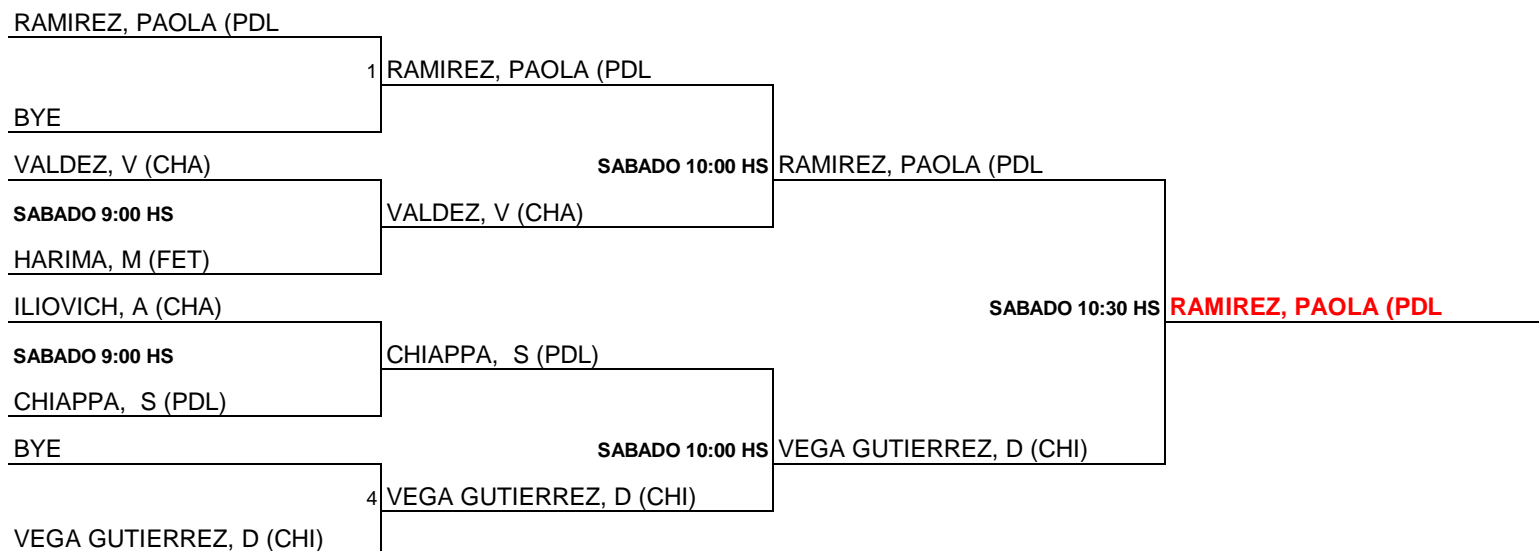 RAMIREZ, PAOLA (PDL
1 RAMIREZ, PAOLA (PDL
BYE
VALDEZ, V (CHA)
SABADO 10:00 HS RAMIREZ, PAOLA (PDL
SABADO 9:00 HS
VALDEZ, V (CHA)
HARIMA, M (FET)
ILIOVICH, A (CHA)
SABADO 10:30 HS RAMIREZ, PAOLA (PDL
SABADO 9:00 HS
CHIAPPA,  S (PDL)
CHIAPPA,  S (PDL)
BYE
SABADO 10:00 HS VEGA GUTIERREZ, D (CHI)
4 VEGA GUTIERREZ, D (CHI)
VEGA GUTIERREZ, D (CHI)